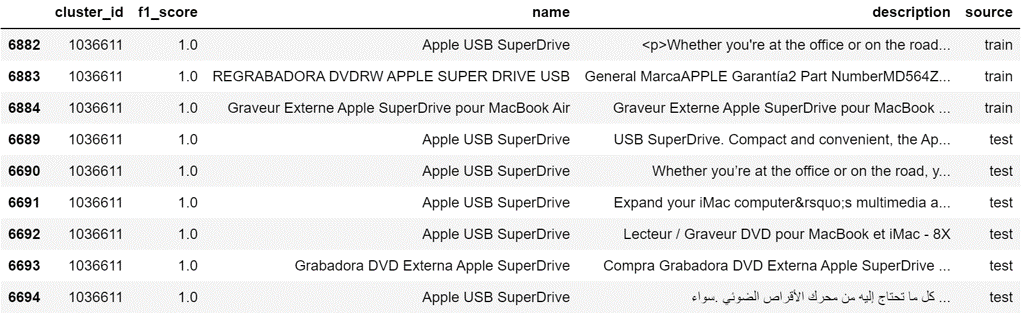 cluster_id f1_score name description source
6882 1036611 1.0 Apple USB SuperDrive <p>Whether you're at the office or on the road... train
6883 1036611 1.0 REGRABADORA DVDRW APPLE SUPER DRIVE USB General MarcaAPPLE Garantía2 Part NumberMD564Z... train
6884 1036611 1.0 Graveur Externe Apple SuperDrive pour MacBook Air Graveur Externe Apple SuperDrive pour MacBook ... train
6689 1036611 1.0 Apple USB SuperDrive USB SuperDrive. Compact and convenient, the Ap... test
6690 1036611 1.0 Apple USB SuperDrive Whether you’re at the office or on the road, y... test
6691 1036611 1.0 Apple USB SuperDrive Expand your iMac computer&rsquo;s multimedia a... test
6692 1036611 1.0 Apple USB SuperDrive Lecteur / Graveur DVD pour MacBook et iMac - 8X test
6693 1036611 1.0 Grabadora DVD Externa Apple SuperDrive Compra Grabadora DVD Externa Apple SuperDrive ... test
6694 1036611 1.0 Apple USB SuperDrive كل ما تحتاج إليه من محرك الأقراص الضوئي .سواء ... test